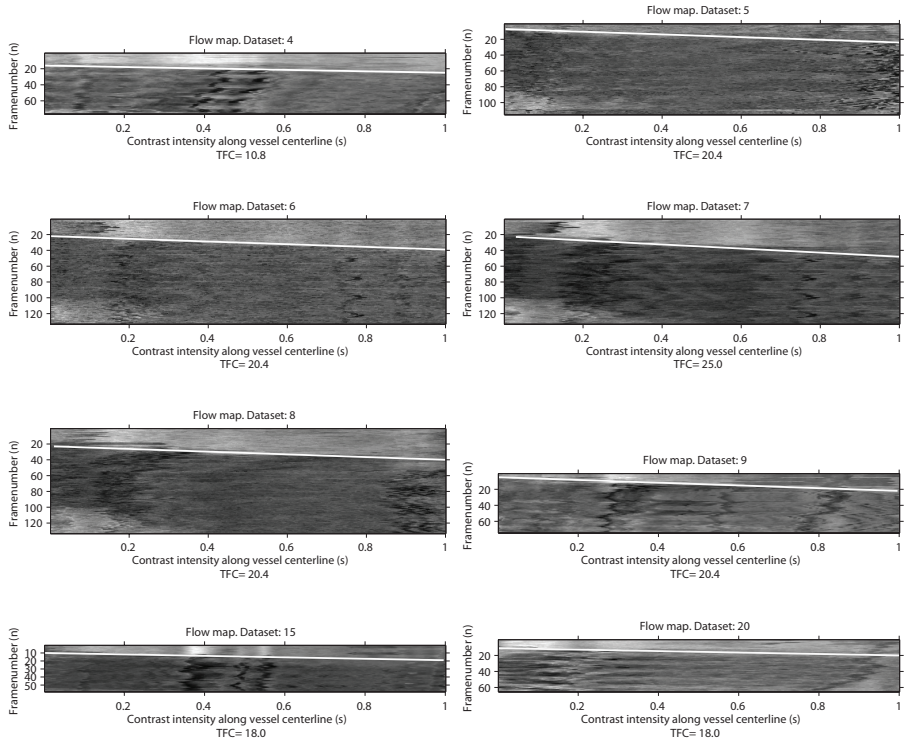 Flow map. Dataset: 4
Framenumber (n)
20
40
60
0.2 0.4 0.6 0.8 1
Contrast intensity along vessel centerline (s)
TFC= 10.8
Flow map. Dataset: 5
Framenumber (n)
20
40
60
80
100
0.2 0.4 0.6 0.8 1
Contrast intensity along vessel centerline (s)
TFC= 20.4
Flow map. Dataset: 6
Framenumber (n)
20
40
60
80
100
120
0.2 0.4 0.6 0.8 1
Contrast intensity along vessel centerline (s)
TFC= 20.4
Flow map. Dataset: 7
Framenumber (n)
20
40
60
80
100
120
0.2 0.4 0.6 0.8 1
Contrast intensity along vessel centerline (s)
TFC= 25.0
Flow map. Dataset: 8
Framenumber (n)
20
40
60
80
100
120
0.2 0.4 0.6 0.8 1
Contrast intensity along vessel centerline (s)
TFC= 20.4
Flow map. Dataset: 9
Framenumber (n)
20
40
60
0.2 0.4 0.6 0.8 1
Contrast intensity along vessel centerline (s)
TFC= 20.4
Flow map. Dataset: 15
Framenumber (n)
10
20
30
40
50
0.2 0.4 0.6 0.8 1
Contrast intensity along vessel centerline (s)
TFC= 18.0
Flow map. Dataset: 20
Framenumber (n)
20
40
60
0.2 0.4 0.6 0.8 1
Contrast intensity along vessel centerline (s)
TFC= 18.0